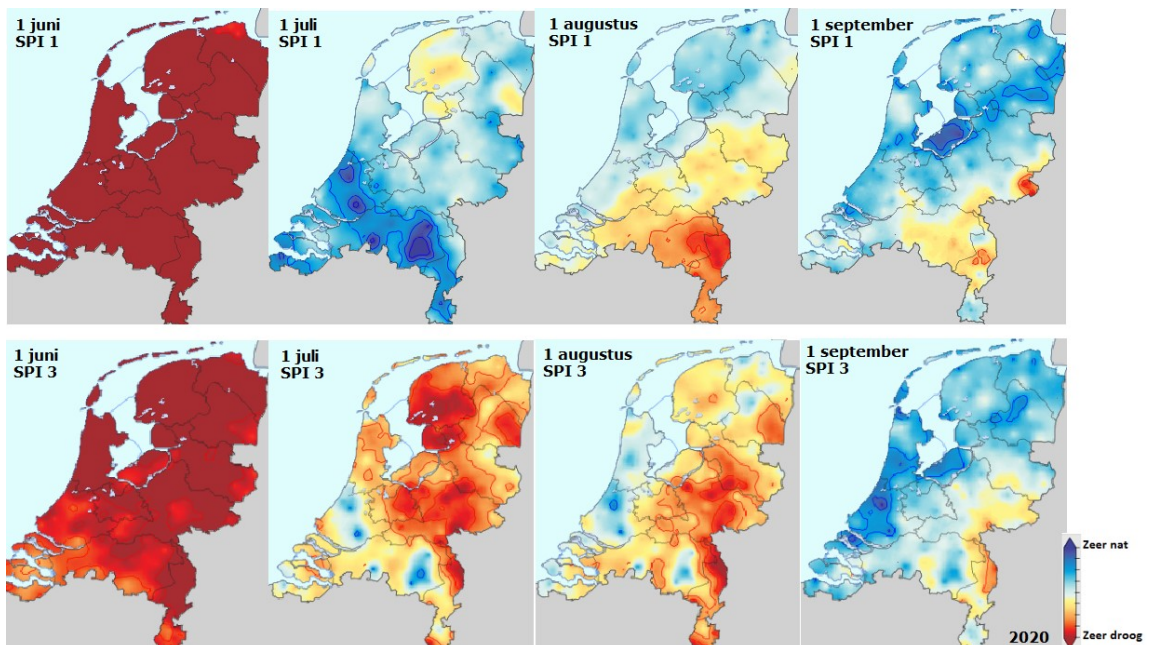 1 juni
SPI 1
1 juli
SPI 1
1 augustus
SPI 1
1 september
SPI 1
1 juni
SPI 3
1 juli
SPI 3
1 augustus
SPI 3
1 september
SPI 3
Zeer nat
Zeer droog
2020